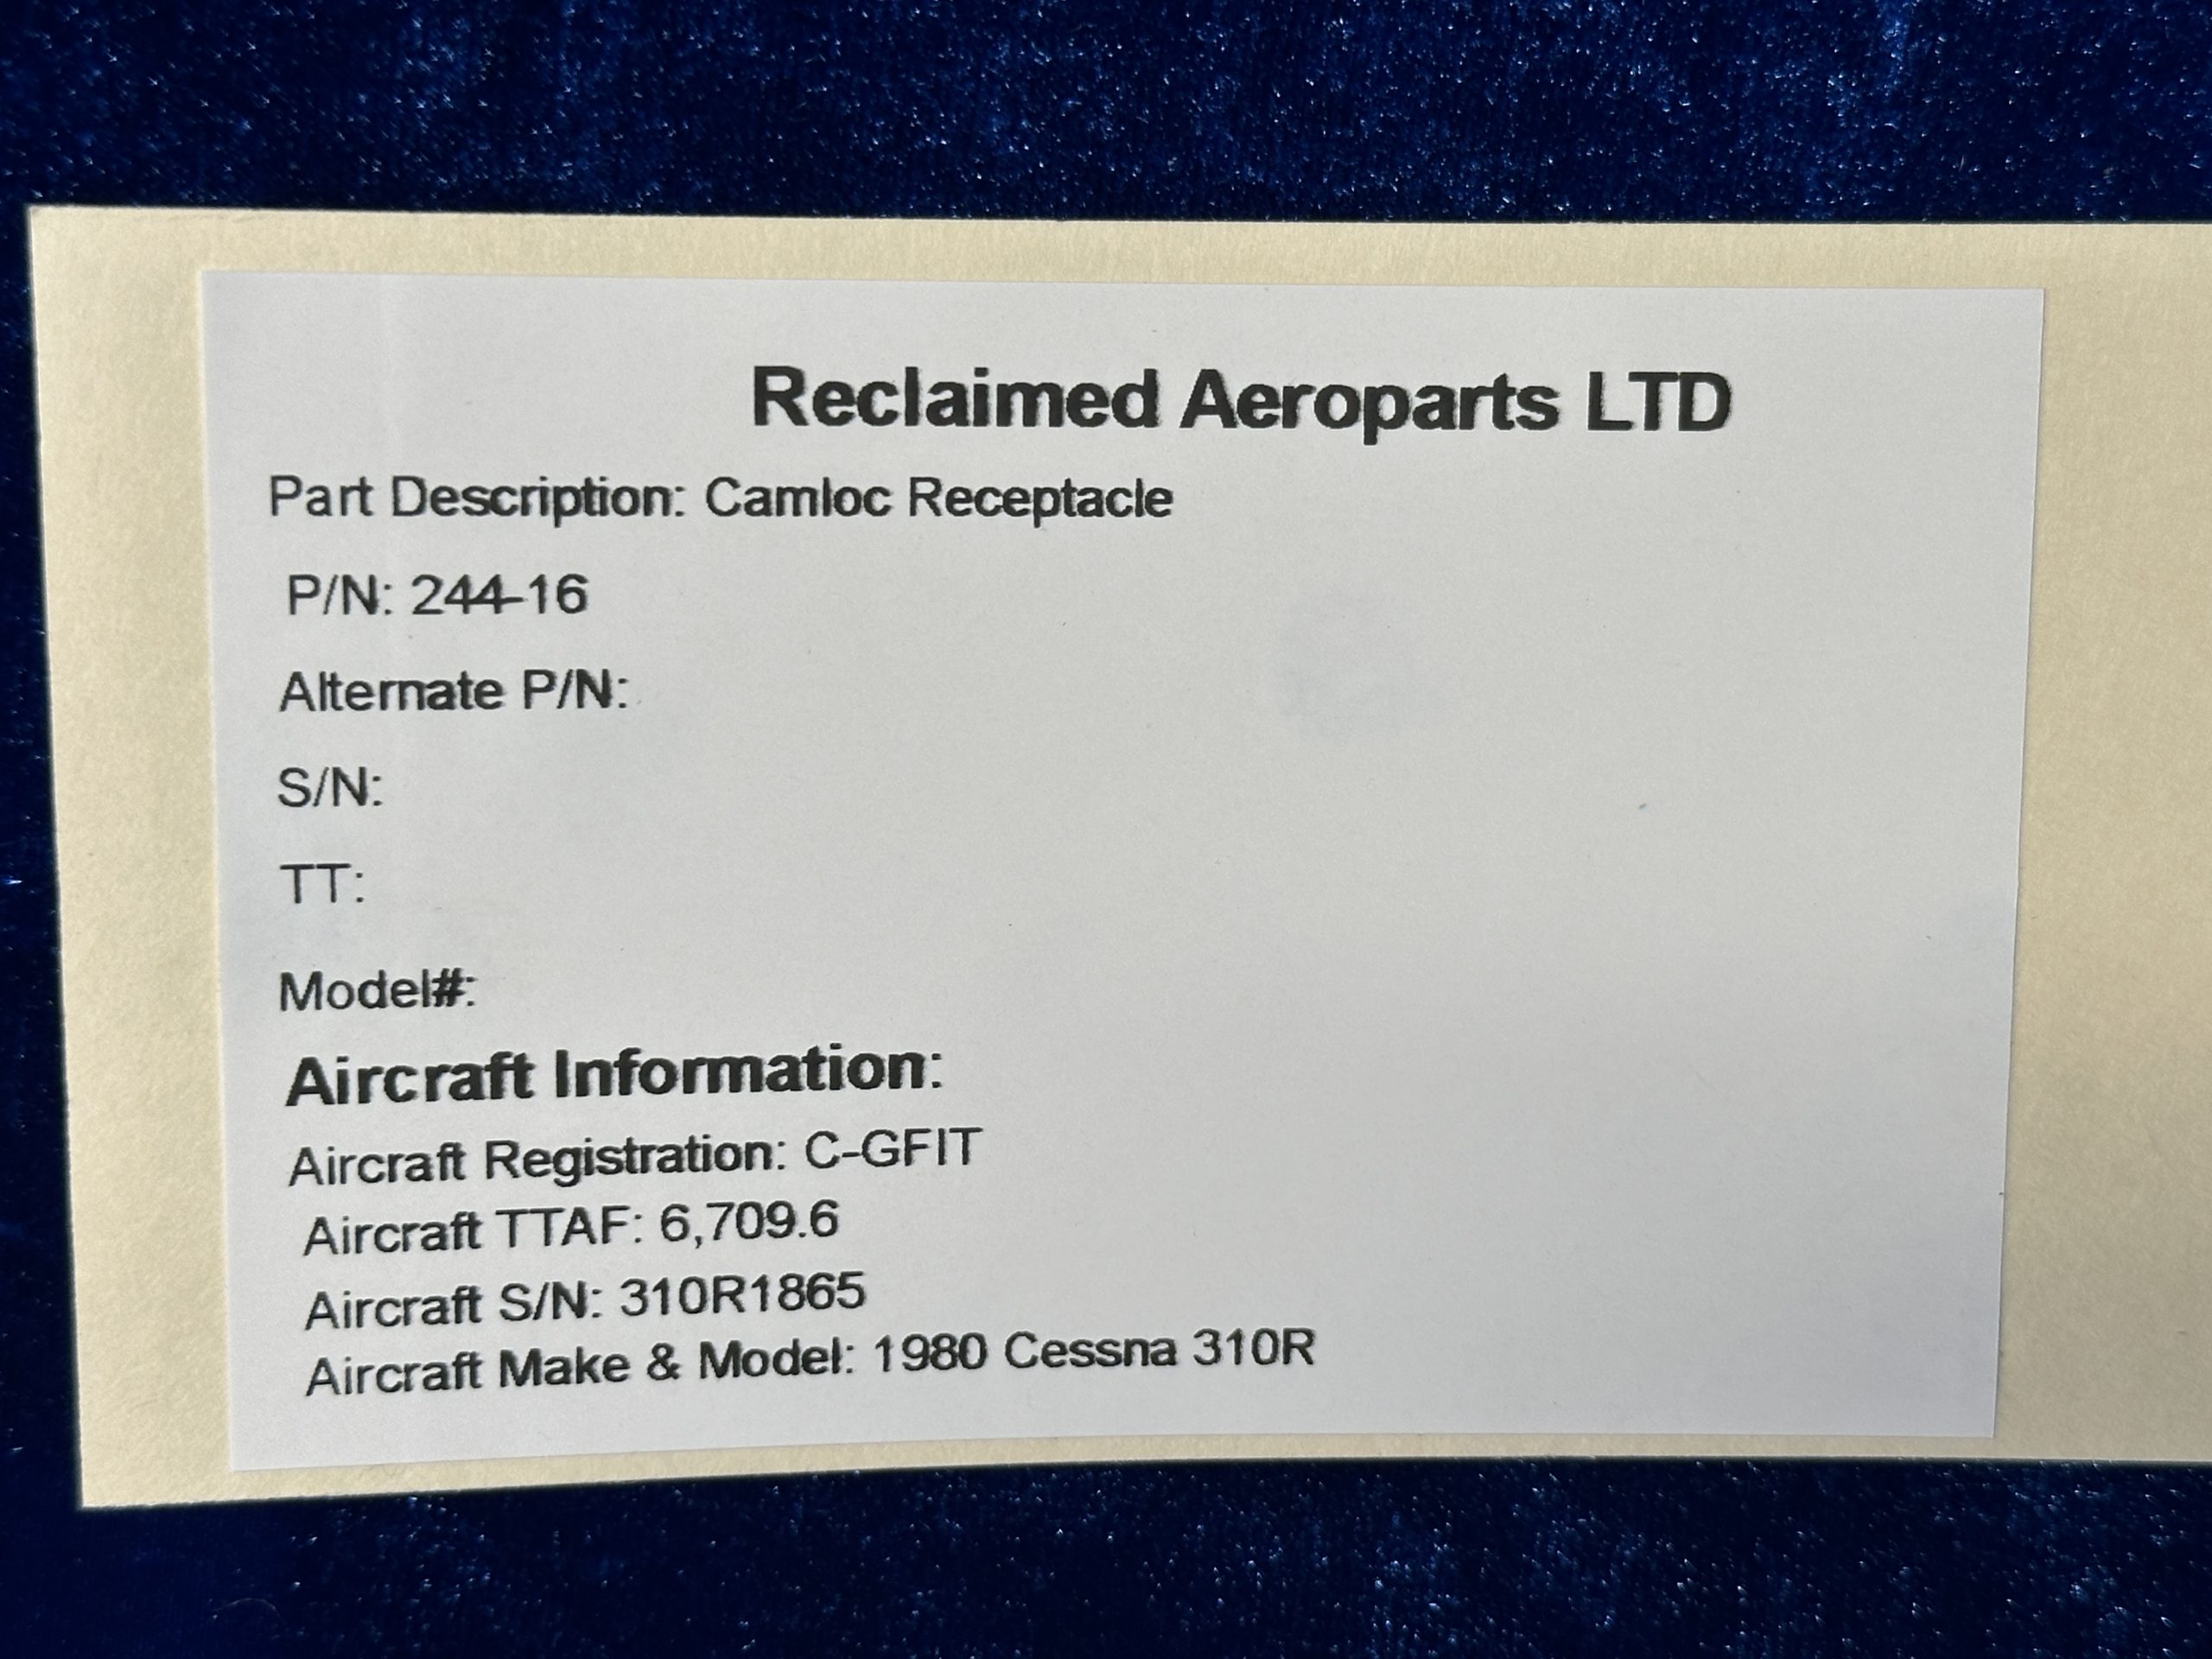 Reclaimed Aeroparts LTD
Part Description: Camloc Receptacle
P/N: 244-16
Alternate P/N:
S/N:
TT:
Model#:
Aircraft Information:
Aircraft Registration: C-GFIT
Aircraft TTAF: 6,709.6
Aircraft S/N: 310R1865
Aircraft Make & Model: 1980 Cessna 310R